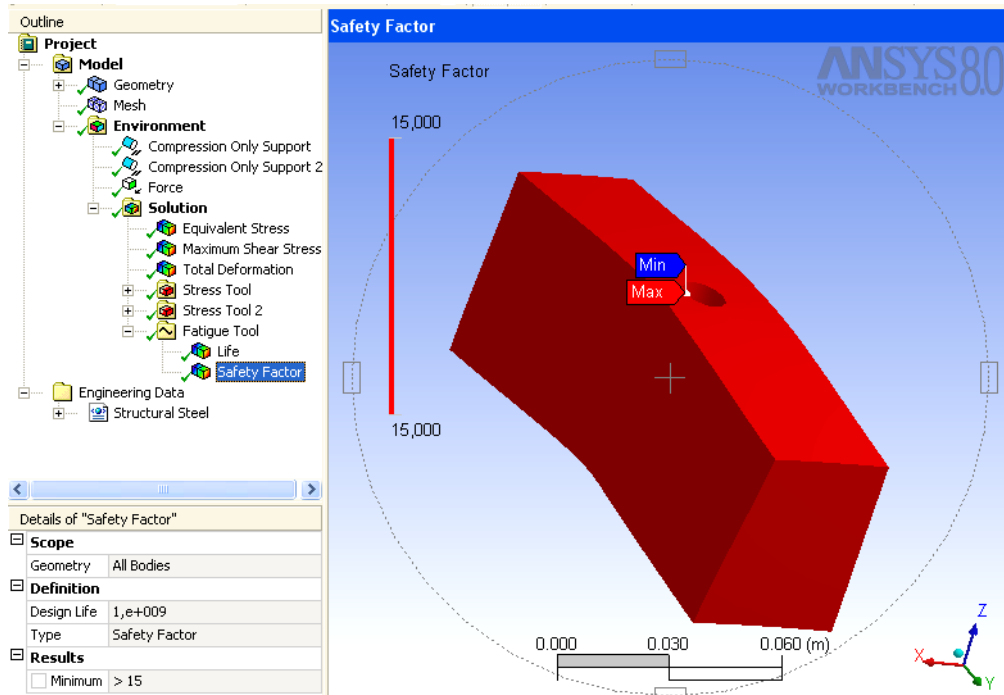 Outline
Project
Model
Geometry
Mesh
Environment
Compression Only Support
Compression Only Support 2
Force
Solution
Equivalent Stress
Maximum Shear Stress
Total Deformation
Stress Tool
Stress Tool 2
Fatigue Tool
Life
Safety Factor
Engineering Data
Structural Steel
Details of "Safety Factor"
Scope
Geometry All Bodies
Definition
Design Life 1,e+009
Type Safety Factor
Results
Minimum > 15
Safety Factor
Safety Factor
ANSYS 8.0
WORKBENCH
15,000
15,000
Min
Max
0.000 0.030 0.060 (m)
Z
X
Y